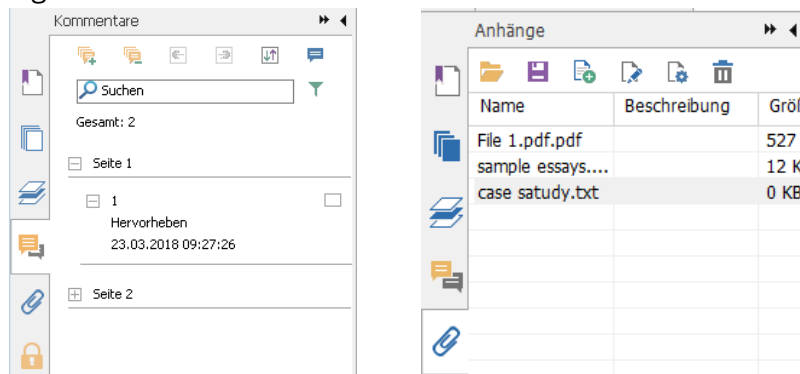 Kommentare
Suchen
Gesamt: 2
Seite 1
1
Hervorheben
23.03.2018 09:27:26
Seite 2
Anhänge
Name Beschreibung
File 1.pdf.pdf 527
sample essays.... 12 K
case satudy.txt 0 KB